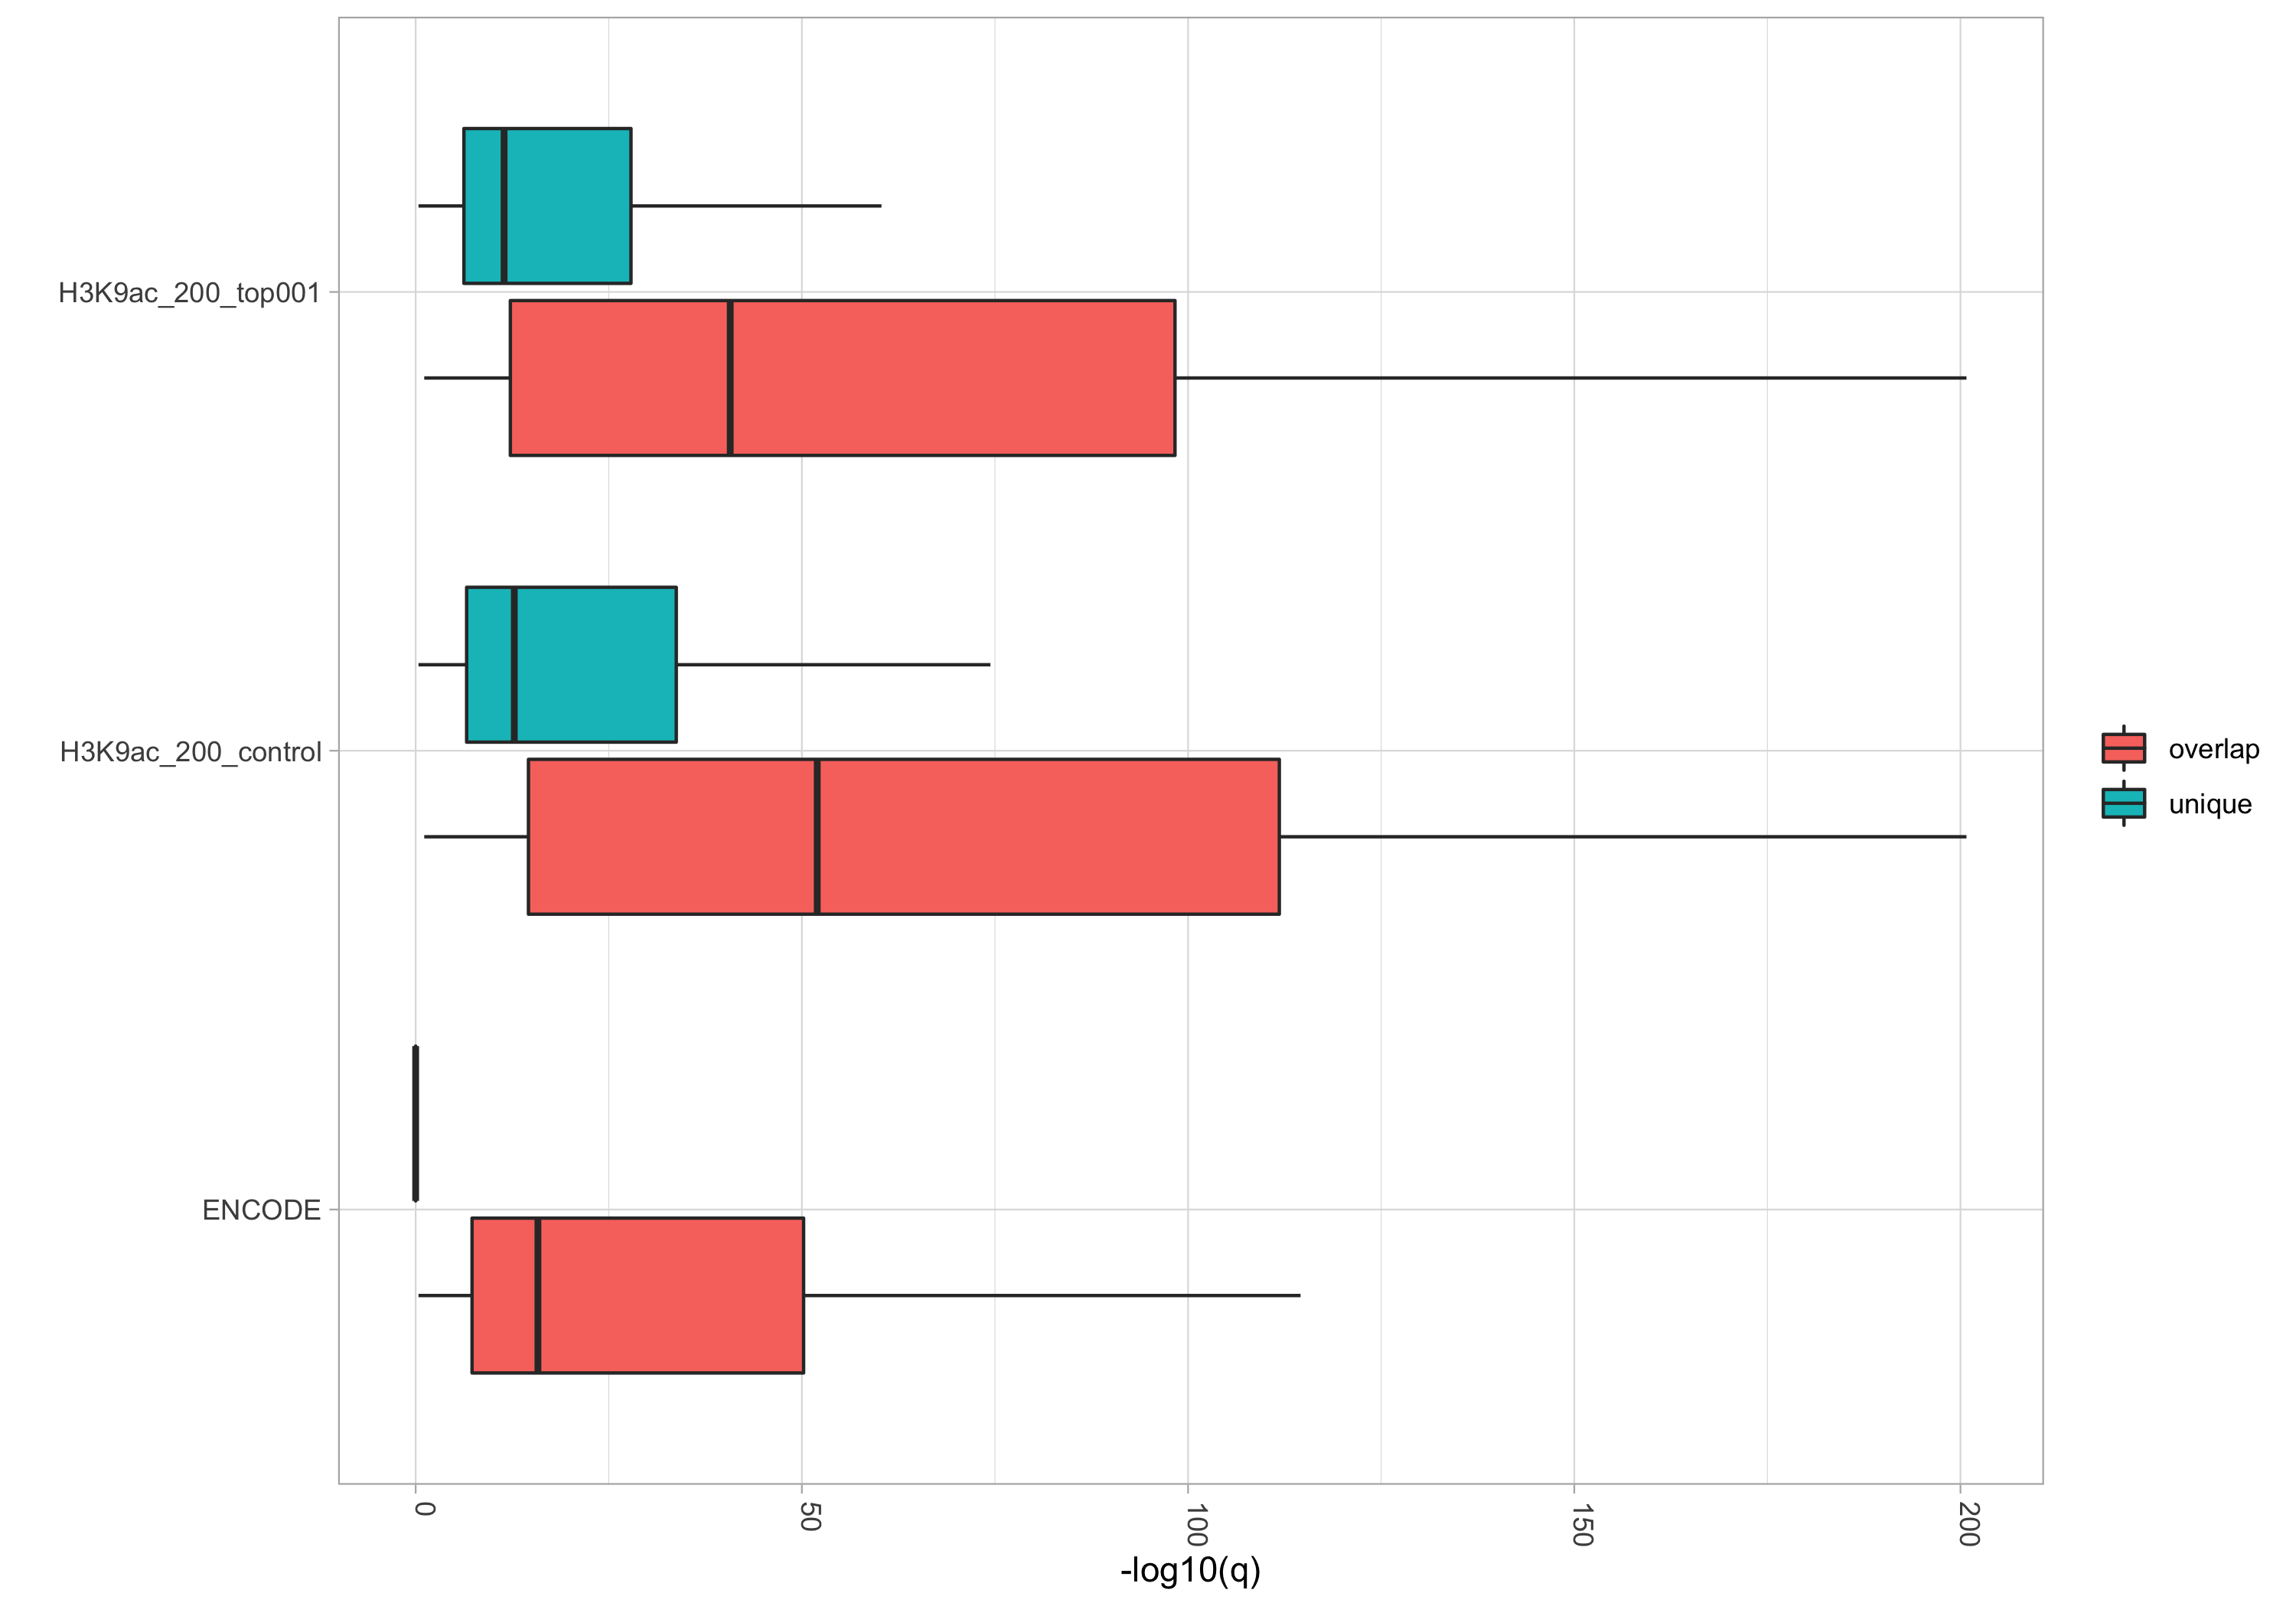 H3K9ac_200_top001
H3K9ac_200_control
ENCODE
0
50
100
150
200
-log10(q)
overlap
unique